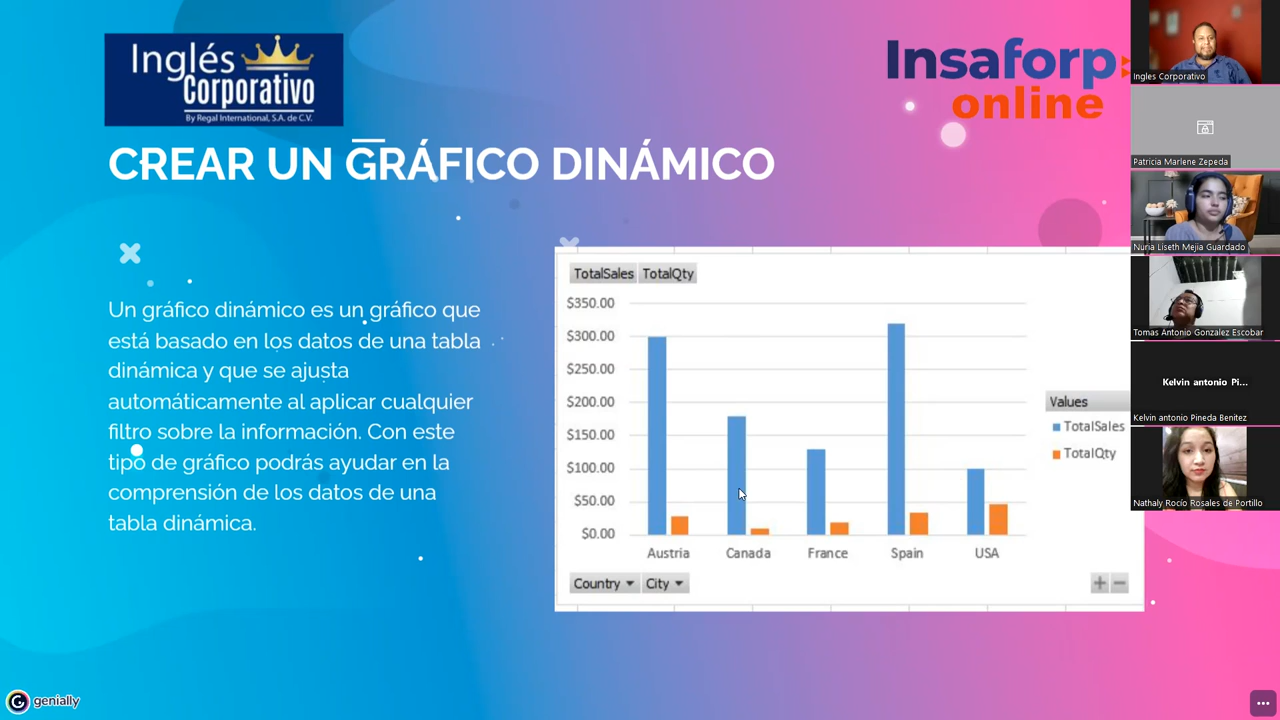 Inglés
Corporativo
By Regal International, S.A. de C.V.
Insaforp
online
CREAR UN GRÁFICO DINÁMICO
Un gráfico dinámico es un gráfico que
está basado en los datos de una tabla
dinámica y que se ajusta
automáticamente al aplicar cualquier
filtro sobre la información. Con este
tipo de gráfico podrás ayudar en la
comprensión de los datos de una
tabla dinámica.
TotalSales TotalQty
$350.00
$300.00
$250.00
$200.00
$150.00
$100.00
$50.00
$0.00
Austria Canada France Spain USA
Values
TotalSales
TotalQty
Country City
genially
Ingles Corporativo
Patricia Marlene Zepeda
Nuria Liseth Mejia Guardado
Tomas Antonio Gonzalez Escobar
Kelvin antonio Pi...
Kelvin antonio Pineda Benitez
Nathaly Rocío Rosales de Portillo